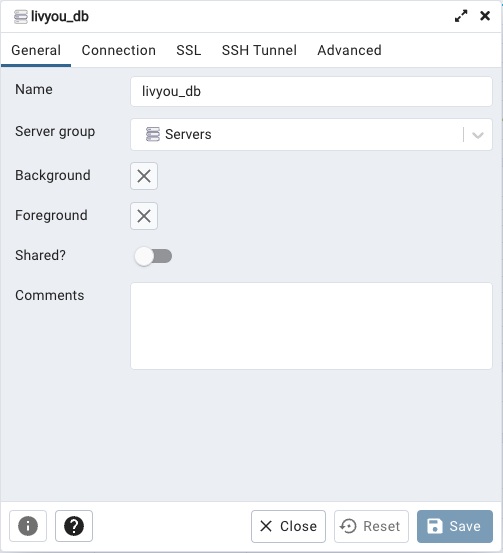 livyou_db
General Connection SSL SSH Tunnel Advanced
Name livyou_db
Server group Servers
Background
Foreground
Shared?
Comments
Close Reset Save